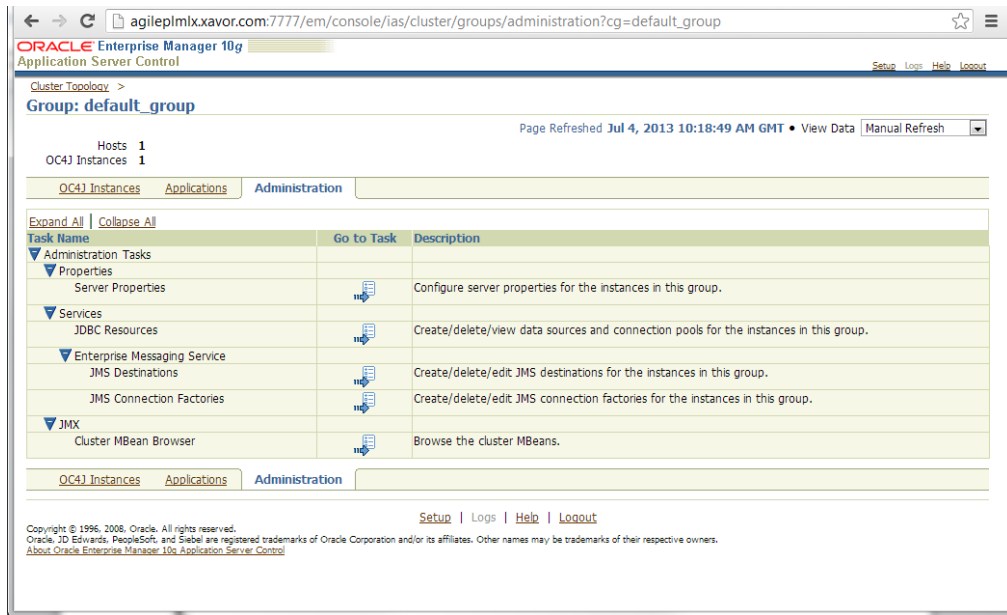 agileplmlx.xavor.com:7777/em/console/ias/cluster/groups/administration?cg=default_group
ORACLE Enterprise Manager 10g
Application Server Control
Setup Logs Help Logout
Cluster Topology >
Group: default_group
Page Refreshed Jul 4, 2013 10:18:49 AM GMT • View Data Manual Refresh
Hosts 1
OC4J Instances 1
OC4J Instances Applications Administration
Expand All | Collapse All
Task Name Go to Task Description
Administration Tasks
Properties
Server Properties Configure server properties for the instances in this group.
Services
JDBC Resources Create/delete/view data sources and connection pools for the instances in this group.
Enterprise Messaging Service
JMS Destinations Create/delete/edit JMS destinations for the instances in this group.
JMS Connection Factories Create/delete/edit JMS connection factories for the instances in this group.
JMX
Cluster MBean Browser Browse the cluster MBeans.
OC4J Instances Applications Administration
Setup | Logs | Help | Logout
Copyright © 1996, 2008, Oracle. All rights reserved.
Oracle, JD Edwards, PeopleSoft, and Siebel are registered trademarks of Oracle Corporation and/or its affiliates. Other names may be trademarks of their respective owners.
About Oracle Enterprise Manager 10g Application Server Control